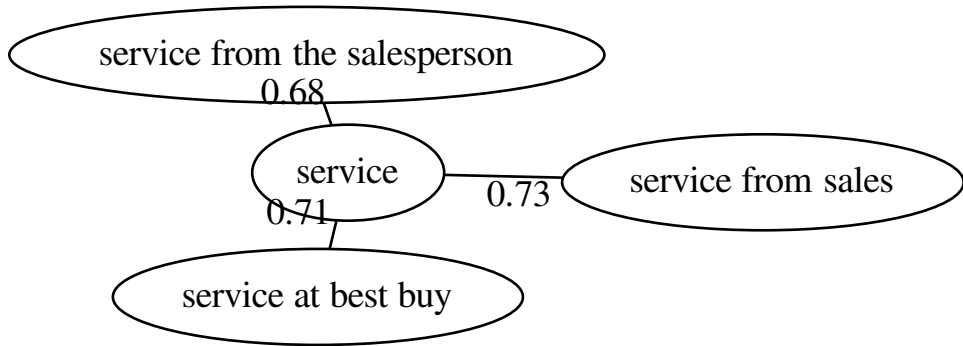 service from the salesperson
0.68
service
service from sales
0.73
0.71
service at best buy